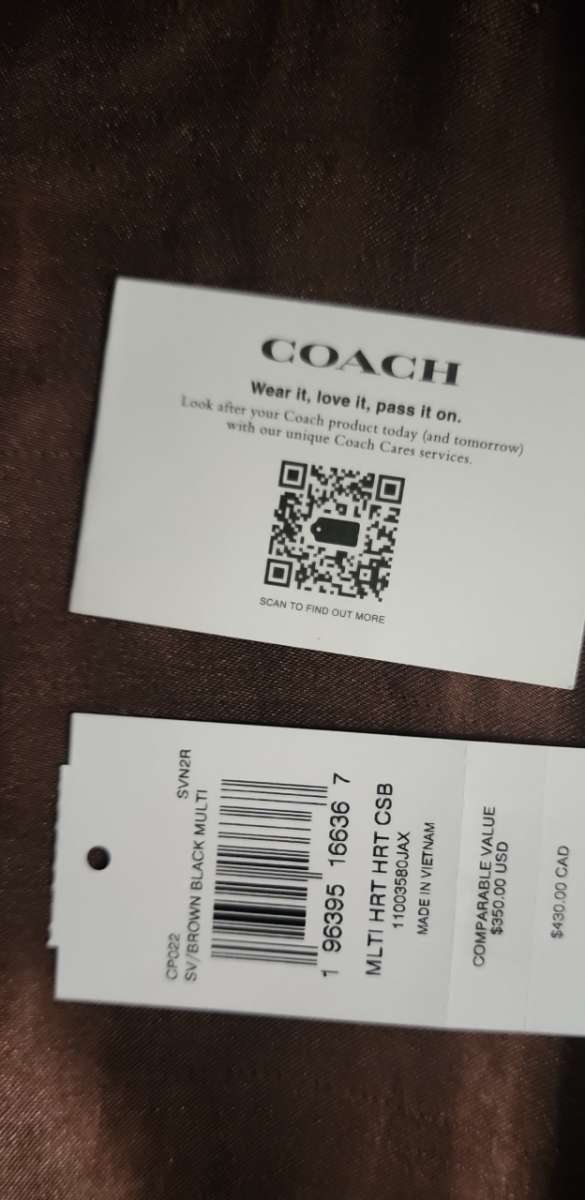 COACH
Wear it, love it, pass it on.
Look after your Coach product today (and tomorrow)
with our unique Coach Cares services.
SCAN TO FIND OUT MORE
CP022 SVN2R
SV/BROWN BLACK MULTI
1 96395 16636 7
MLTI HRT HRT CSB
11003580JAX
MADE IN VIETNAM
COMPARABLE VALUE
$350.00 USD
$430.00 CAD